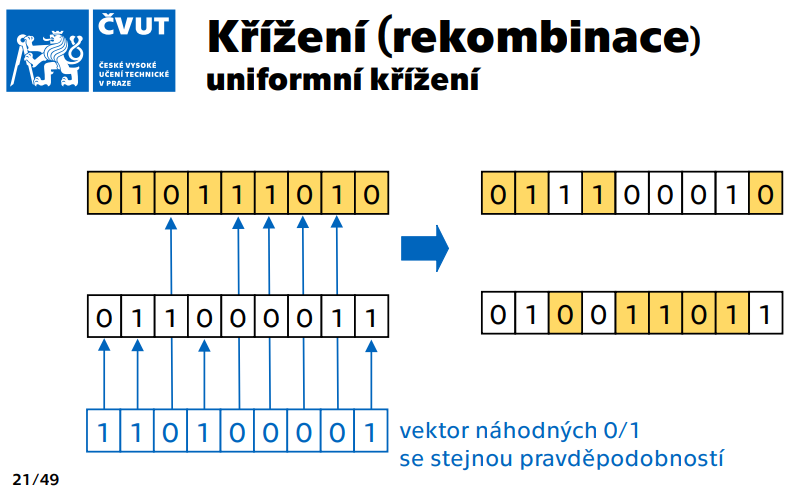 ČVUT
ČESKÉ VYSOKÉ
UČENÍ TECHNICKÉ
V PRAZE
Křížení (rekombinace)
uniformní křížení
0 1 0 1 1 1 0 1 0
0 1 1 1 0 0 0 1 0
0 1 1 0 0 0 0 1 1
0 1 0 0 1 1 0 1 1
1 1 0 1 0 0 0 0 1
vektor náhodných 0/1
se stejnou pravděpodobností
21/49